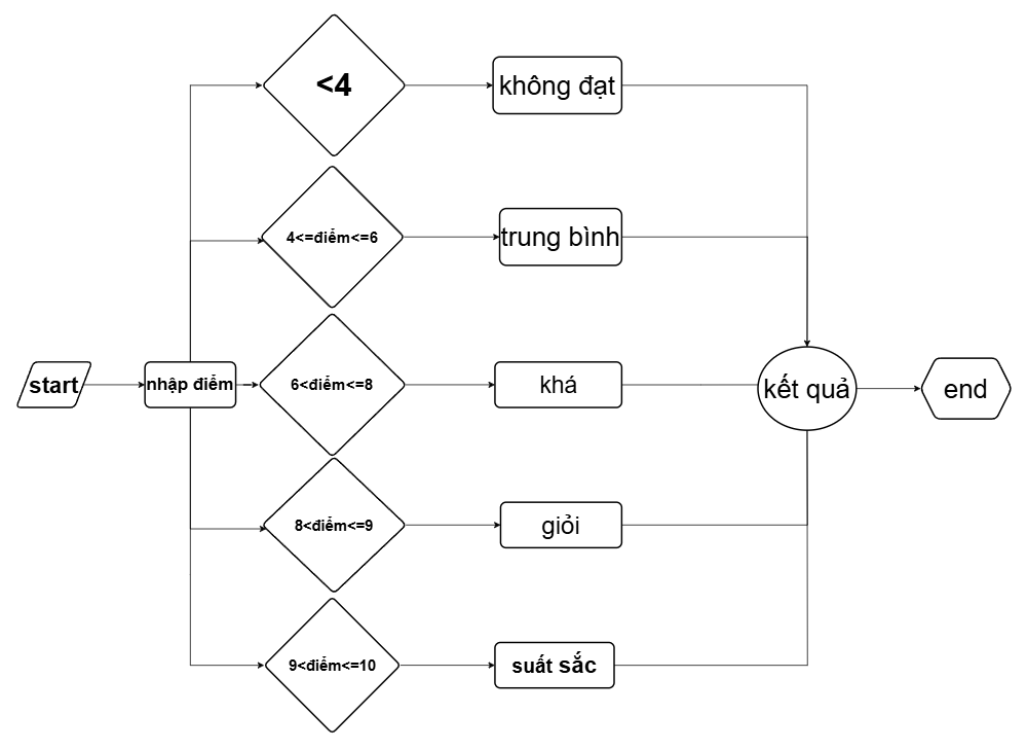 <4
không đạt
4<=điểm<=6
trung bình
start
nhập điểm
6<điểm<=8
khá
kết quả
end
8<điểm<=9
giỏi
9<điểm<=10
suất sắc